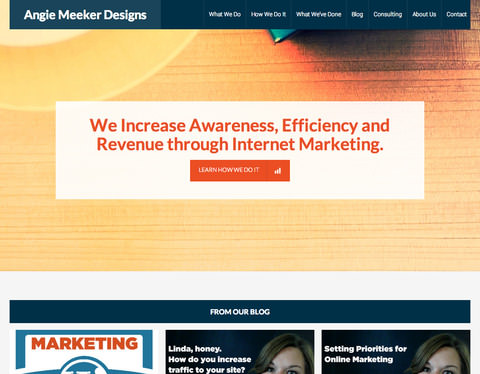 Angie Meeker Designs
What We Do How We Do It What We've Done Blog Consulting About Us Contact
We Increase Awareness, Efficiency and
Revenue through Internet Marketing.
LEARN HOW WE DO IT
FROM OUR BLOG
MARKETING
Linda, honey.
How do you increase
traffic to your site?
Setting Priorities for
Online Marketing